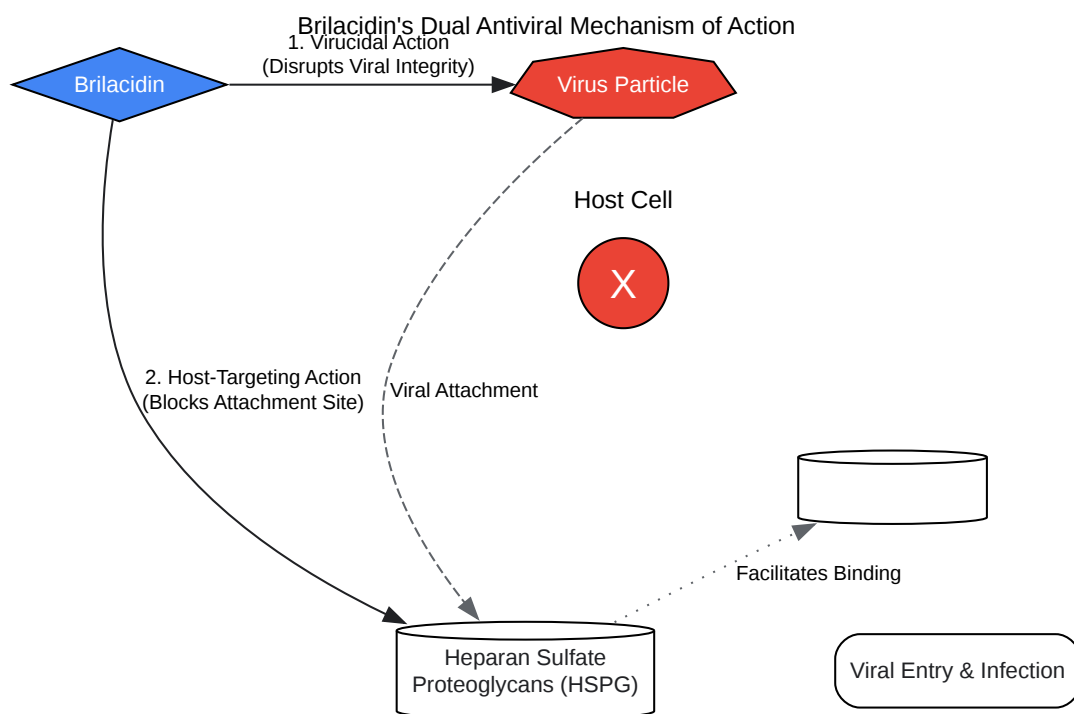 Brilacidin's Dual Antiviral Mechanism of Action
1. Virucidal Action
(Disrupts Viral Integrity)
Brilacidin
Virus Particle
Host Cell
X
2. Host-Targeting Action
(Blocks Attachment Site)
Viral Attachment
Facilitates Binding
Heparan Sulfate
Proteoglycans (HSPG)
Viral Entry & Infection